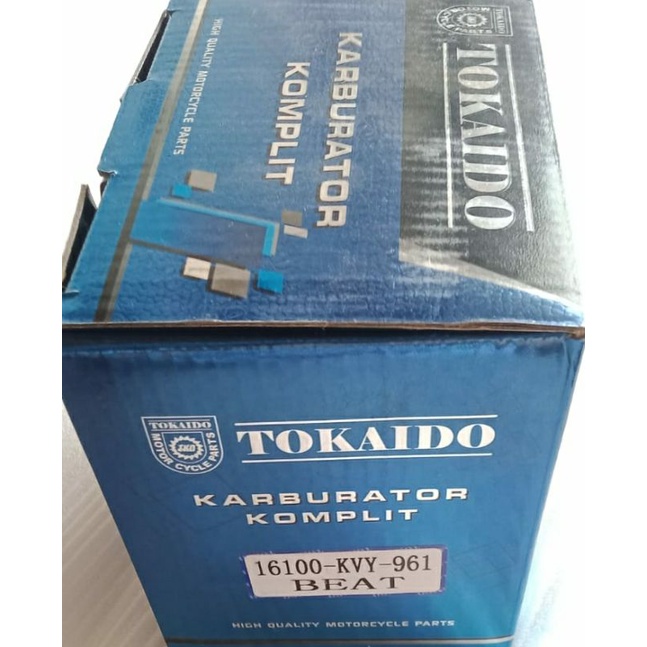 TOKAIDO
KARBURATOR
KOMPLIT
HIGH QUALITY MOTORCYCLE PARTS
TOKAIDO
MOTOR CYCLE PARTS
TOKAIDO
KARBURATOR
KOMPLIT
16100-KVY-961
BEAT
HIGH QUALITY MOTORCYCLE PARTS